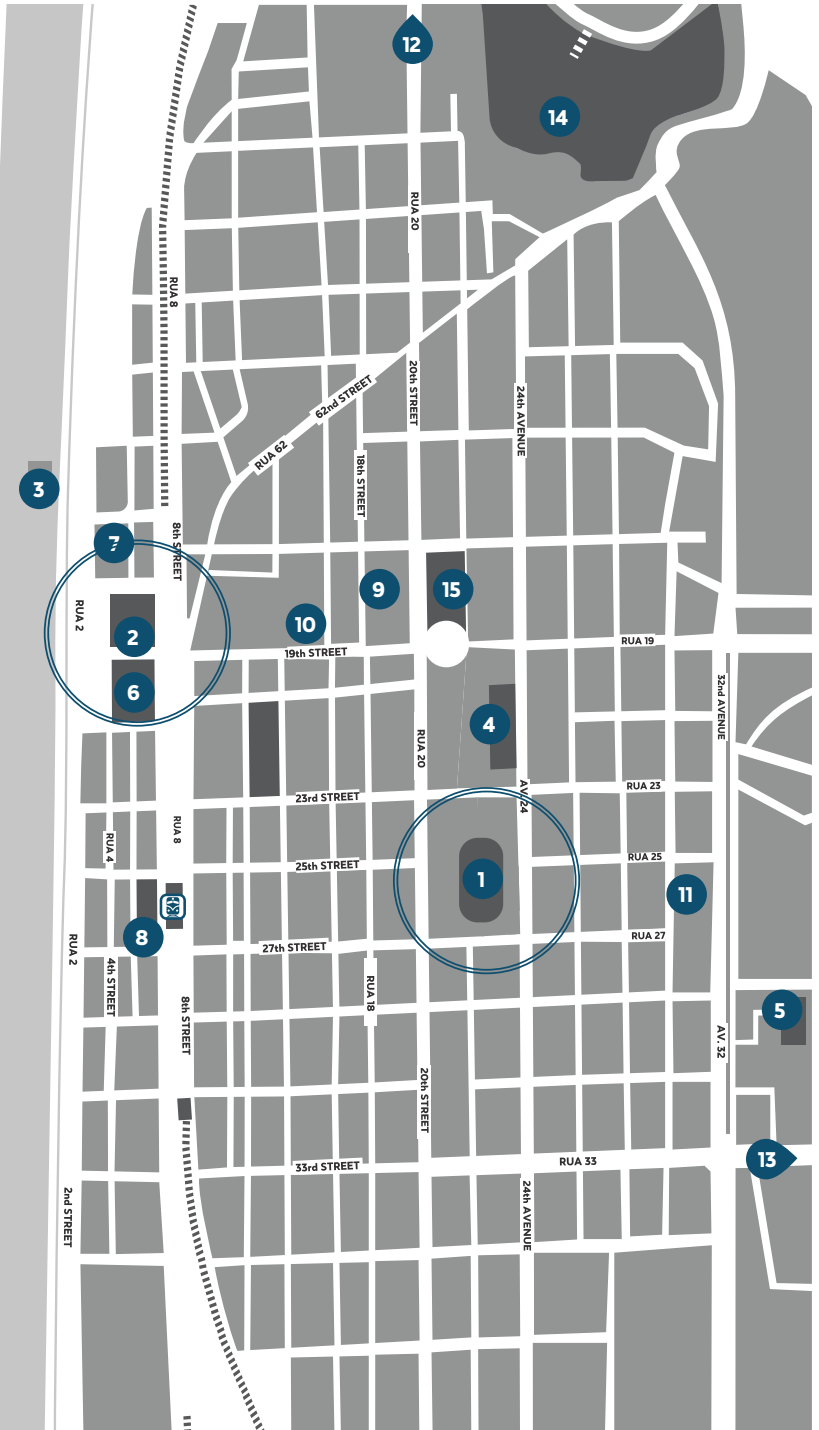 12
14
RUA 20
RUA 8
20th STREET
62nd STREET
24th AVENUE
RUA 62
18th STREET
3
8th STREET
7
9
15
RUA 2
10
2
19th STREET
RUA 19
6
32nd AVENUE
4
RUA 20
23rd STREET
AV. 24
RUA 23
RUA 8
RUA 4
25th STREET
RUA 25
1
11
8
RUA 2
27th STREET
RUA 27
4th STREET
RUA 18
8th STREET
5
AV. 32
20th STREET
33rd STREET
RUA 33
13
2nd STREET
24th AVENUE